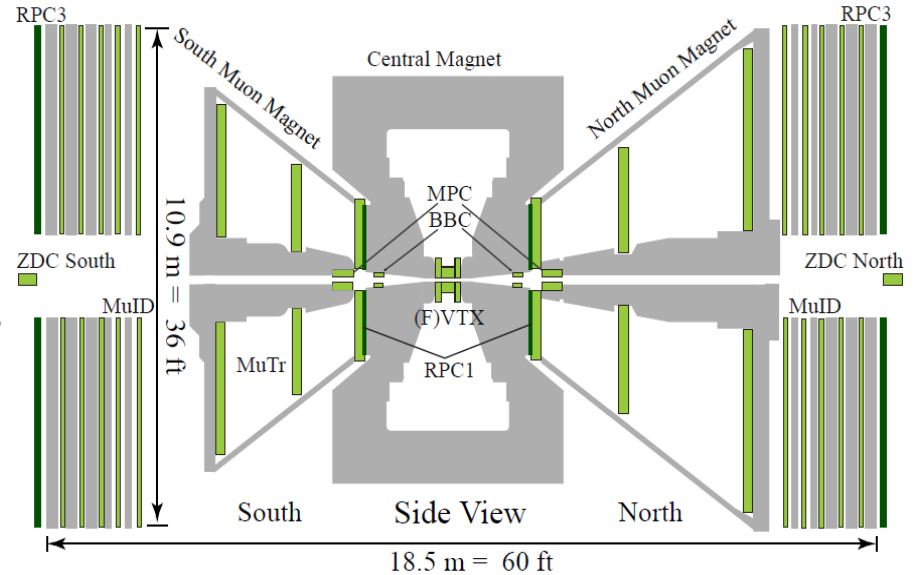 RPC3
RPC3
South Muon Magnet
Central Magnet
North Muon Magnet
MPC
BBC
ZDC South
ZDC North
MuID
MuID
10.9 m = 36 ft
(F)VTX
MuTr
RPC1
South
Side View
North
18.5 m = 60 ft